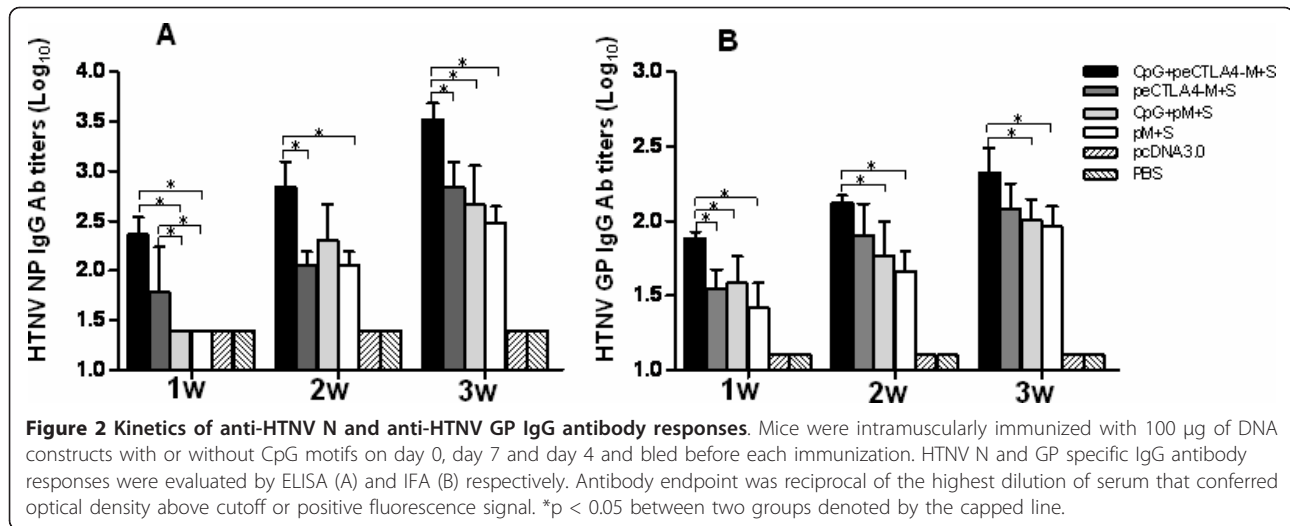 A
HTNV NP IgG Ab titers (Log10)
4.0
3.5
3.0
2.5
2.0
1.5
1.0
* * *
* *
* *
* *
* *
1w 2w 3w
B
HTNV GP IgG Ab titers (Log10)
3.0
2.5
2.0
1.5
1.0
* * *
* *
* *
1w 2w 3w
CpG+peCTLA4-M+S
peCTLA4-M+S
CpG+pM+S
pM+S
pcDNA3.0
PBS
Figure 2 Kinetics of anti-HTNV N and anti-HTNV GP IgG antibody responses. Mice were intramuscularly immunized with 100 μg of DNA
constructs with or without CpG motifs on day 0, day 7 and day 4 and bled before each immunization. HTNV N and GP specific IgG antibody
responses were evaluated by ELISA (A) and IFA (B) respectively. Antibody endpoint was reciprocal of the highest dilution of serum that conferred
optical density above cutoff or positive fluorescence signal. *p < 0.05 between two groups denoted by the capped line.